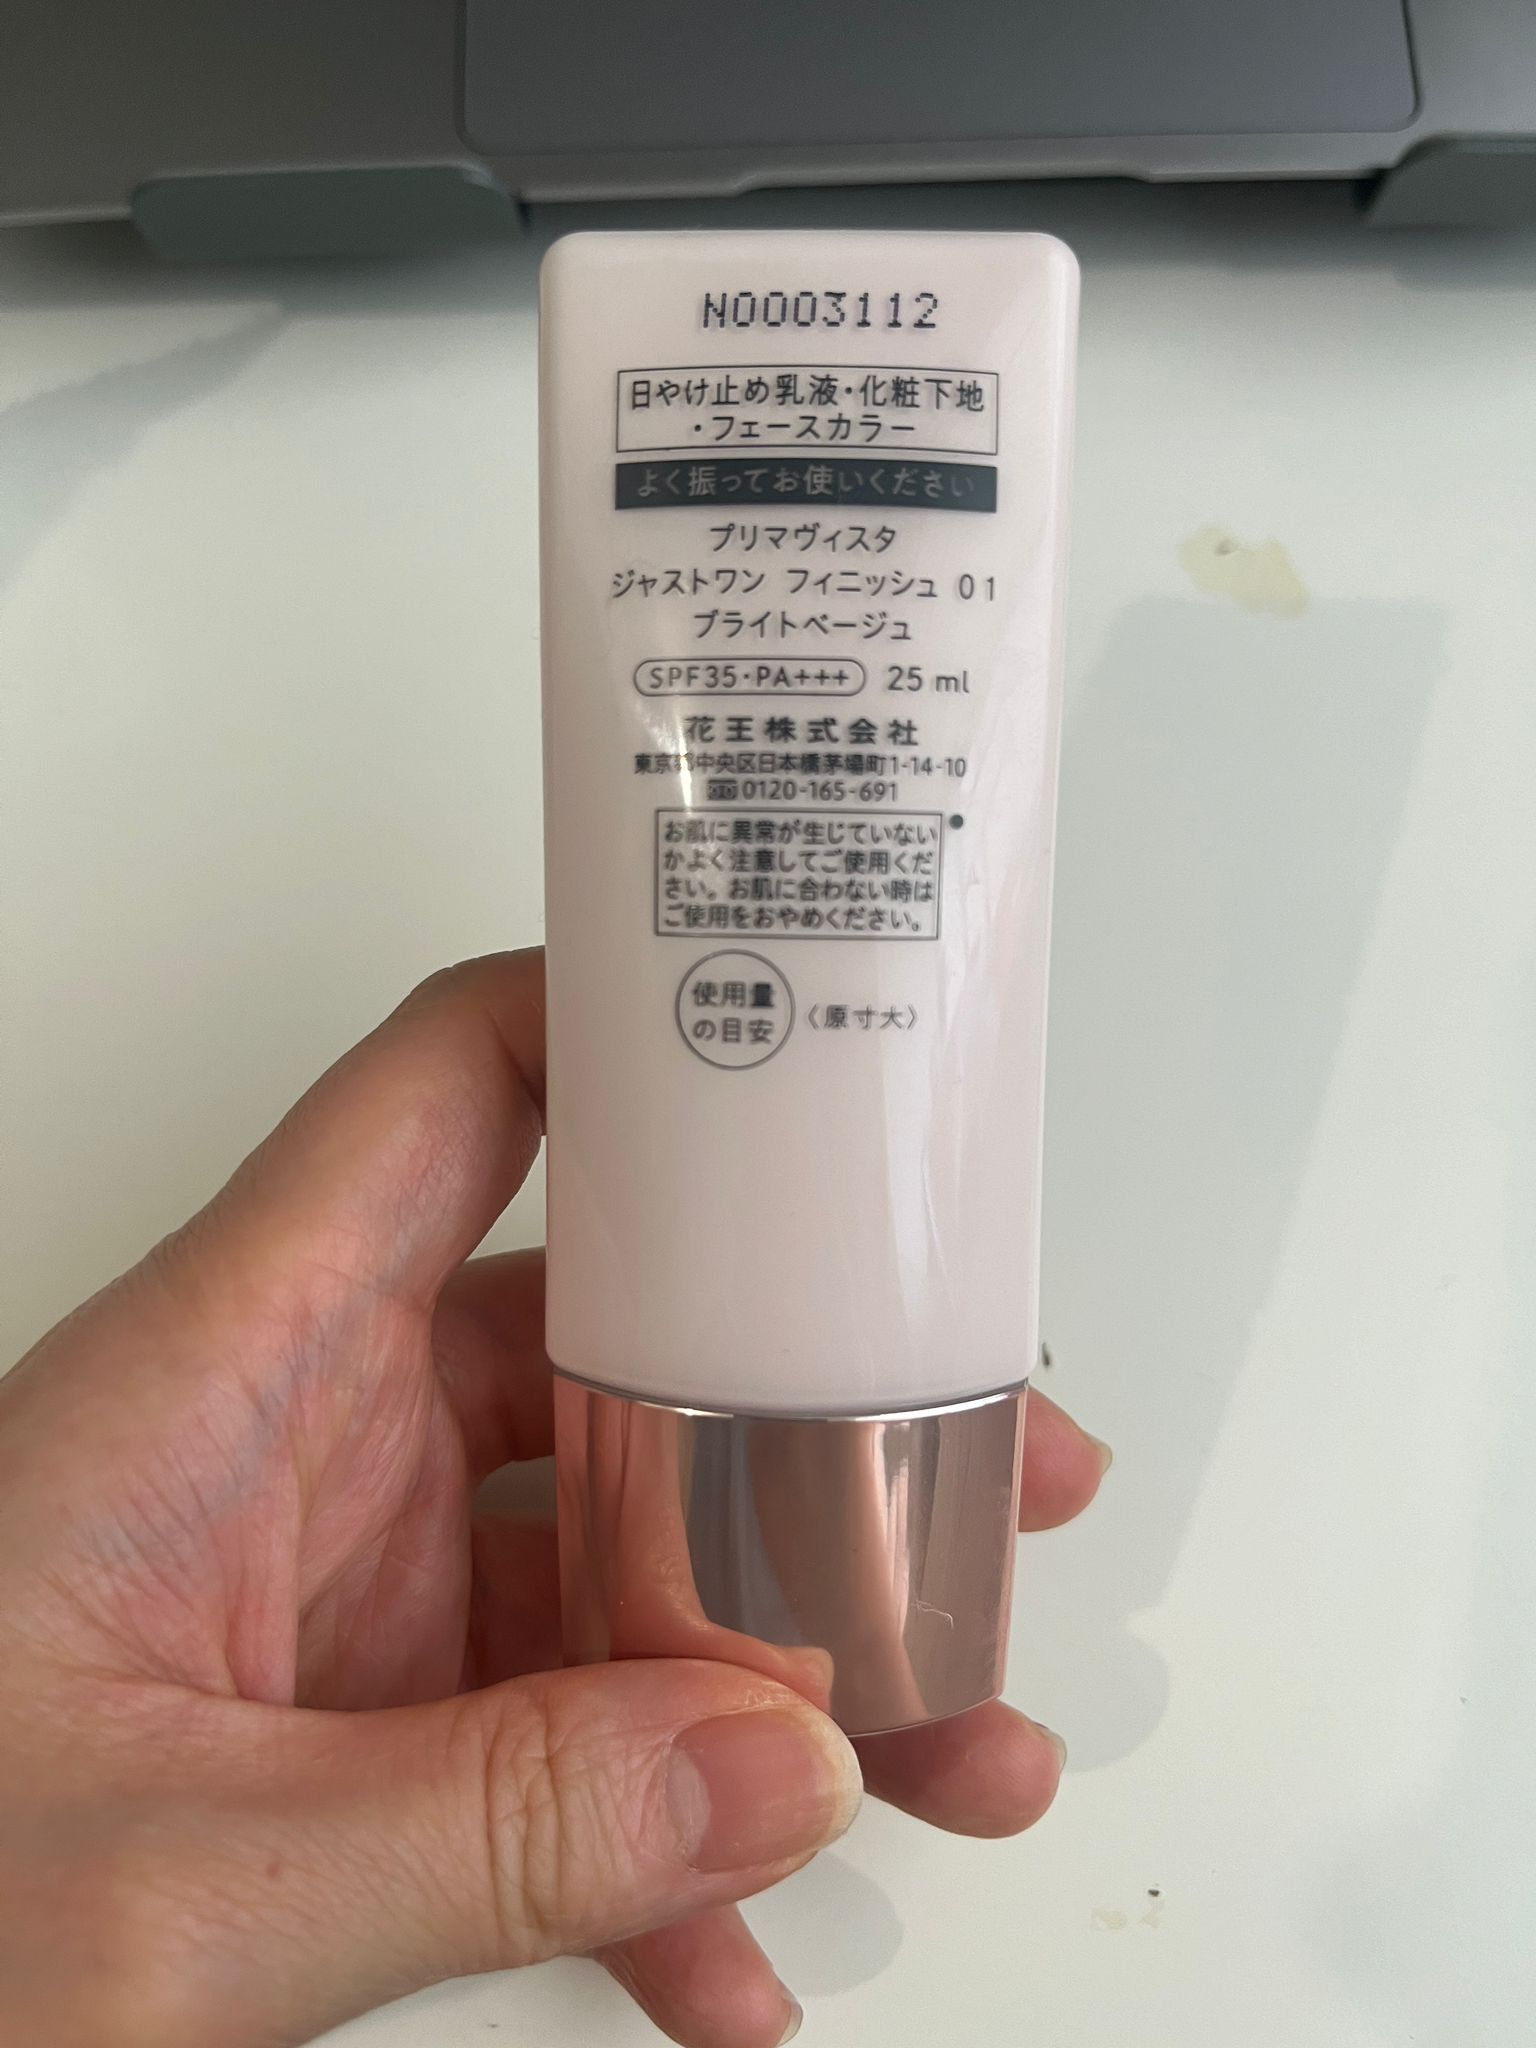 N0003112
日やけ止め乳液・化粧下地
・フェースカラー
よく振ってお使いください
プリマヴィスタ
ジャストワン フィニッシュ 01
ブライトベージュ
SPF35・PA+++ 25 ml
花王株式会社
東京都中央区日本橋茅場町1-14-10
0120-165-691
お肌に異常が生じていない
かよく注意してご使用くだ
さい。お肌に合わない時は
ご使用をおやめください。
使用量
の目安
〈原寸大〉